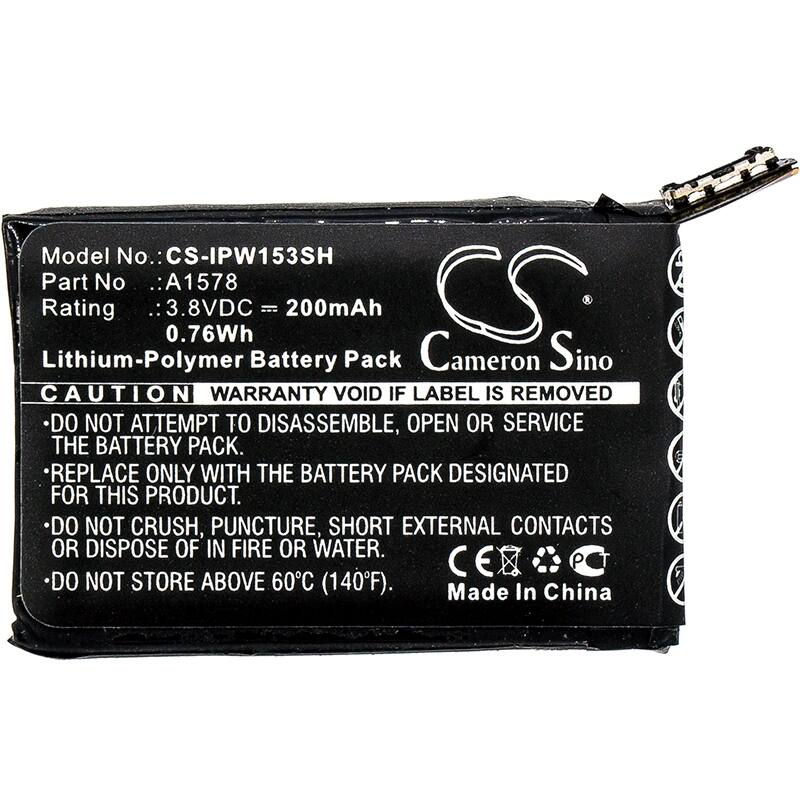 Model No.: CS-IPW153SH
Part No .: A1578
Rating .: 3.8VDC ⎓ 200mAh
0.76Wh
Lithium-Polymer Battery Pack
CS ®
Cameron Sino
CAUTION WARRANTY VOID IF LABEL IS REMOVED
·DO NOT ATTEMPT TO DISASSEMBLE, OPEN OR SERVICE
THE BATTERY PACK.
·REPLACE ONLY WITH THE BATTERY PACK DESIGNATED
FOR THIS PRODUCT.
·DO NOT CRUSH, PUNCTURE, SHORT EXTERNAL CONTACTS
OR DISPOSE OF IN FIRE OR WATER.
·DO NOT STORE ABOVE 60°C (140°F).
CE PCT
Made In China